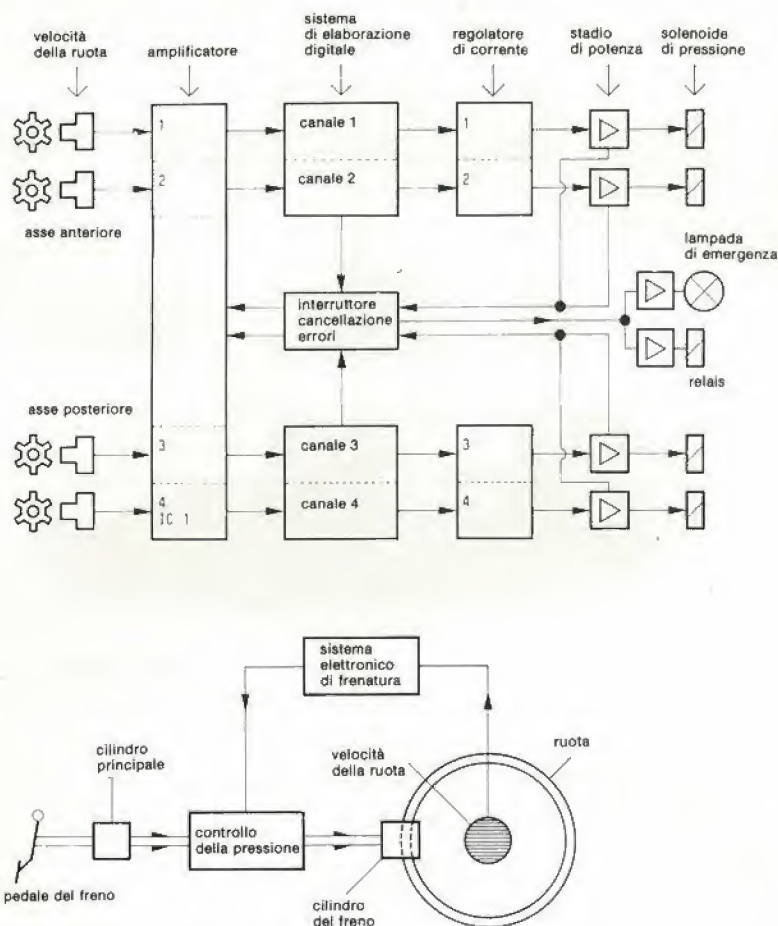 velocità
della ruota
amplificatore
sistema
di elaborazione
digitale
regolatore
di corrente
stadio
di potenza
solenoide
di pressione
1
canale 1
1
2
canale 2
2
asse anteriore
lampada
di emergenza
interruttore
cancellazione
errori
relais
asse posteriore
3
canale 3
3
4
IC 1
canale 4
4
sistema
elettronico
di frenatura
cilindro
principale
velocità
della ruota
ruota
controllo
della pressione
pedale del freno
cilindro
del freno